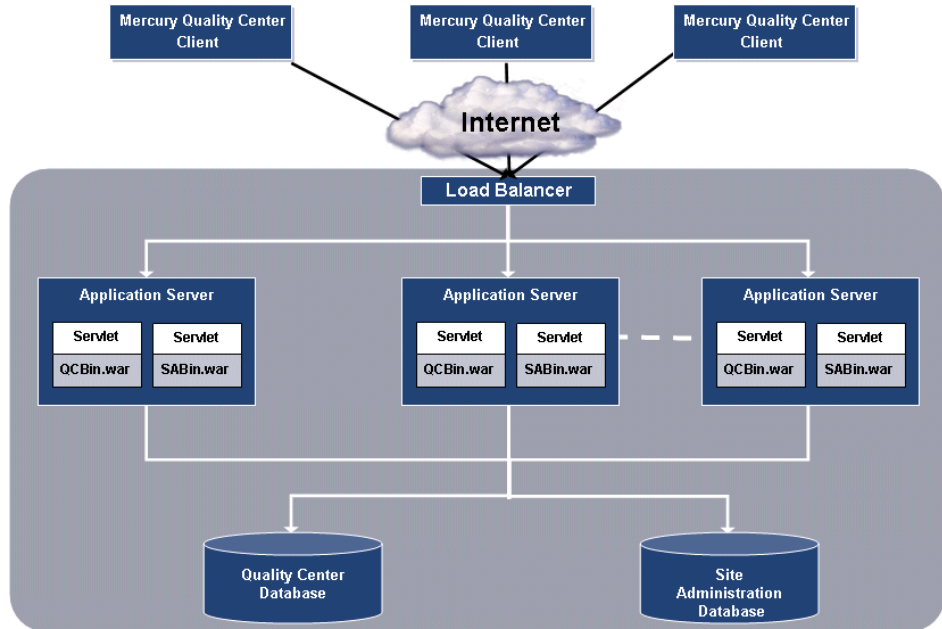 Mercury Quality Center
Client
Mercury Quality Center
Client
Mercury Quality Center
Client
Internet
Load Balancer
Application Server
Servlet
QCBin.war
Servlet
SABin.war
Application Server
Servlet
QCBin.war
Servlet
SABin.war
Application Server
Servlet
QCBin.war
Servlet
SABin.war
Quality Center
Database
Site
Administration
Database